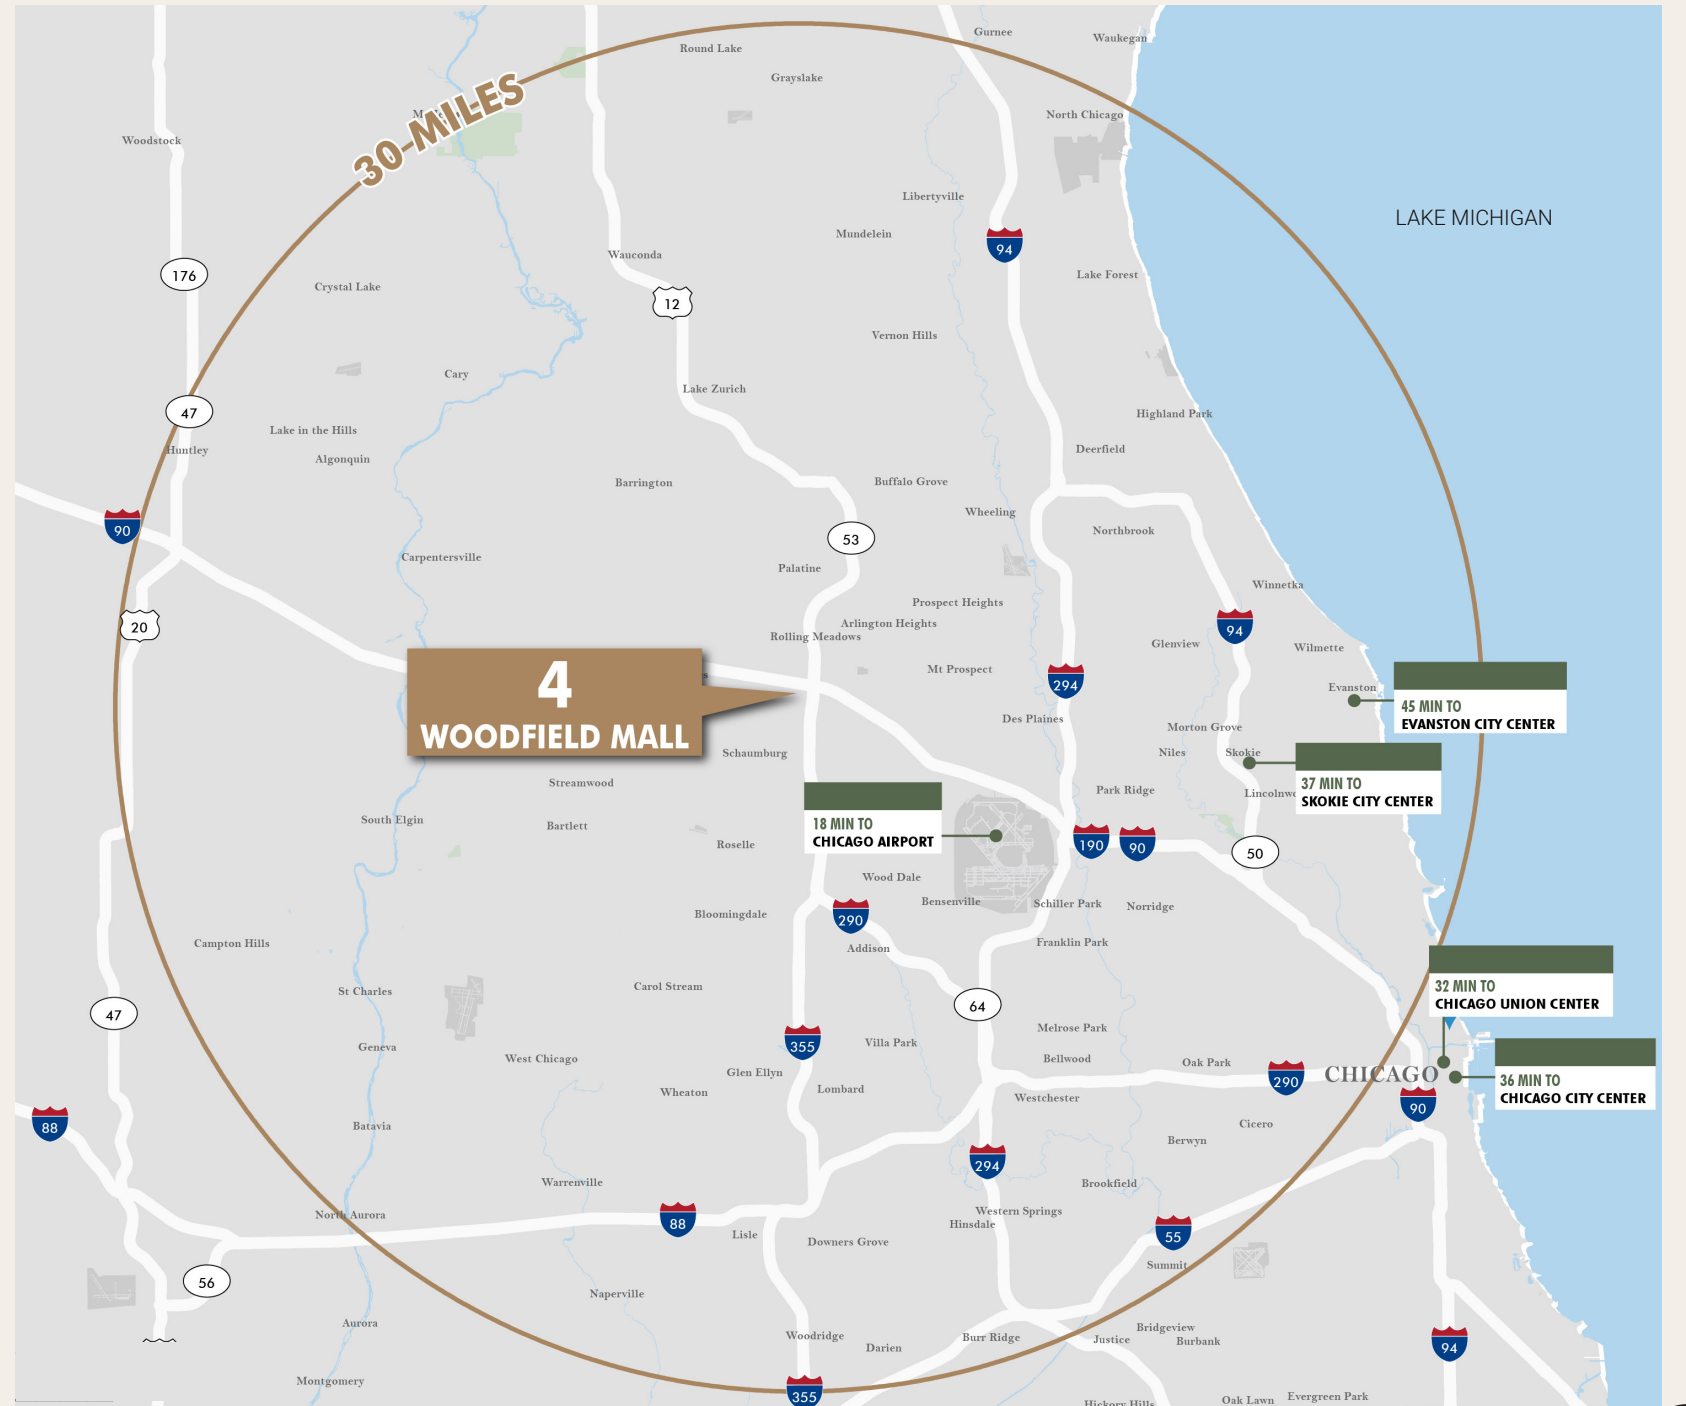 Gurnee
Waukegan
Round Lake
Grayslake
30 MILES
North Chicago
Woodstock
Libertyville
LAKE MICHIGAN
Mundelein
94
Wauconda
176
Lake Forest
Crystal Lake
12
Vernon Hills
Cary
Lake Zurich
47
Highland Park
Lake in the Hills
Huntley
Algonquin
Deerfield
Barrington
Buffalo Grove
Wheeling
90
Northbrook
53
Carpentersville
Palatine
Winnetka
Prospect Heights
Arlington Heights
20
94
Rolling Meadows
Glenview
Wilmette
Mt Prospect
4
WOODFIELD MALL
294
Evanston
45 MIN TO
EVANSTON CITY CENTER
Des Plaines
Morton Grove
Schaumburg
Niles
Skokie
Streamwood
37 MIN TO
SKOKIE CITY CENTER
Park Ridge
South Elgin
Bartlett
18 MIN TO
CHICAGO AIRPORT
Roselle
190
90
50
Wood Dale
Bensenville
Schiller Park
Norridge
Bloomingdale
290
Campton Hills
Addison
Franklin Park
St Charles
Carol Stream
32 MIN TO
CHICAGO UNION CENTER
64
47
Melrose Park
Geneva
355
Villa Park
West Chicago
Bellwood
Oak Park
Glen Ellyn
290
CHICAGO
36 MIN TO
CHICAGO CITY CENTER
Wheaton
Lombard
Westchester
90
88
Batavia
Cicero
Berwyn
294
Warrenville
Brookfield
North Aurora
88
Western Springs
Hinsdale
Lisle
Downers Grove
55
Summit
56
Naperville
Aurora
Woodridge
Darien
Burr Ridge
Justice
Bridgeview
Burbank
94
Montgomery
355
Hickory Hills
Oak Lawn
Evergreen Park